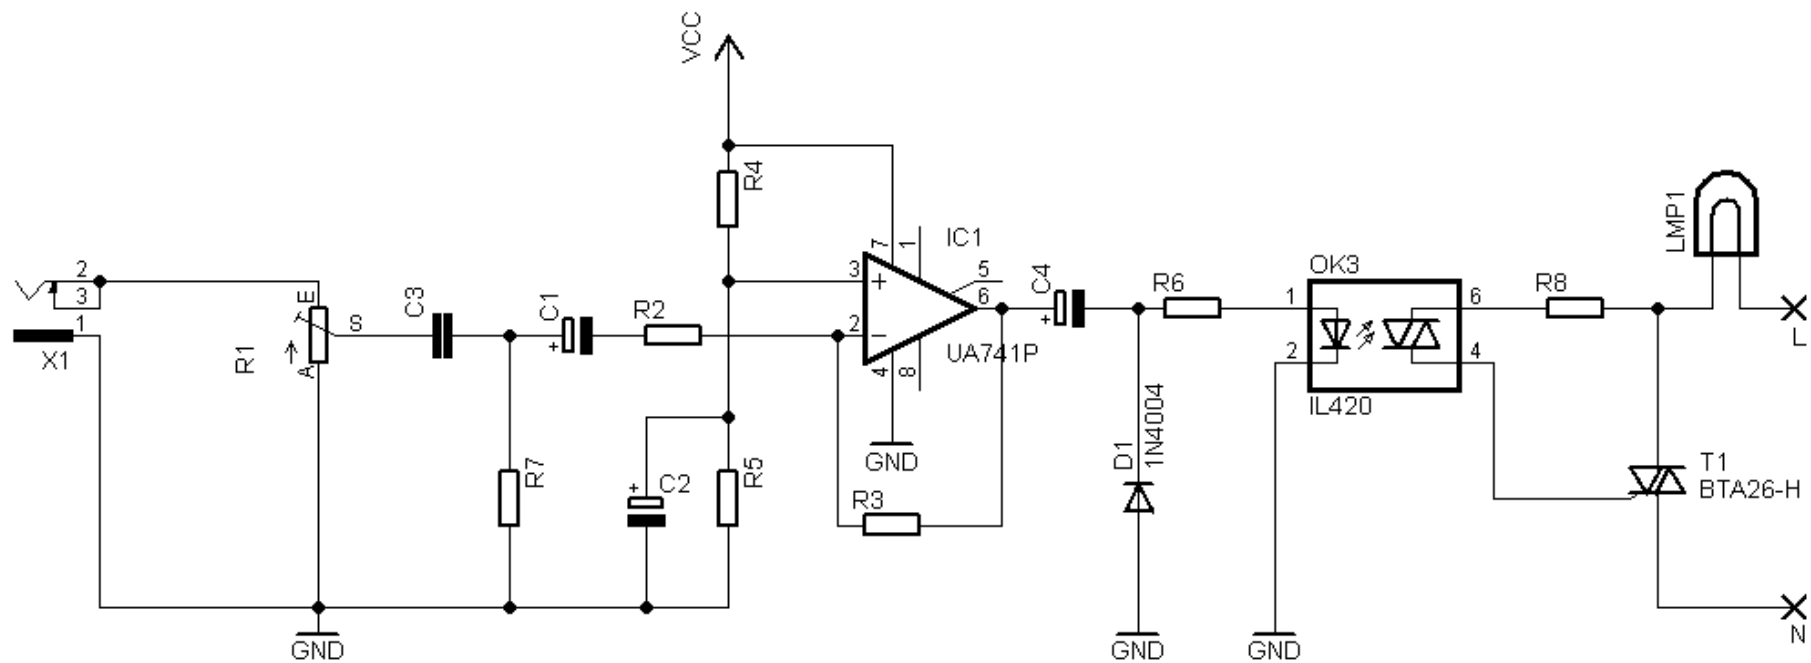 VCC
R4
7
1
IC1
LMP1
2
3
1
X1
E
S
A
R1
C3
C1
+
R2
3
+
2
-
5
6
UA741P
4
8
GND
C4
+
R6
OK3
1
2
6
4
IL420
R8
L
R7
+
C2
R5
R3
D1
1N4004
T1
BTA26-H
GND
GND
GND
N